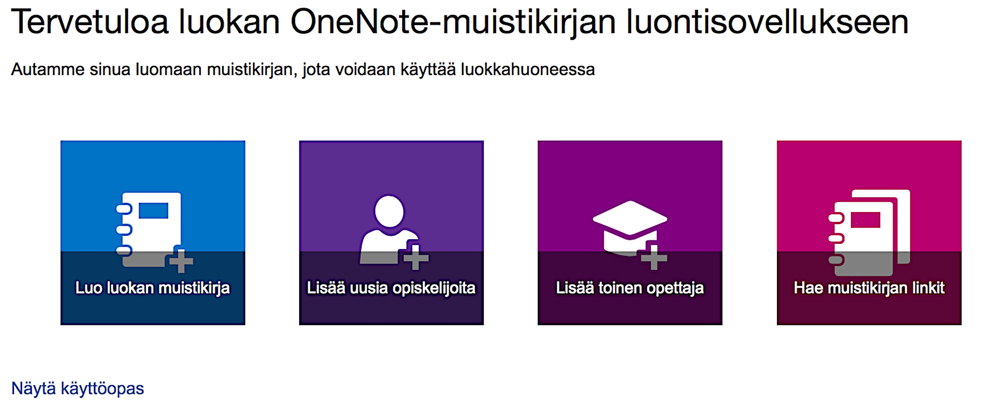 Tervetuloa luokan OneNote-muistikirjan luontisovellukseen
Autamme sinua luomaan muistikirjan, jota voidaan käyttää luokkahuoneessa
Luo luokan muistikirja
Lisää uusia opiskelijoita
Lisää toinen opettaja
Hae muistikirjan linkit
Näytä käyttöopas